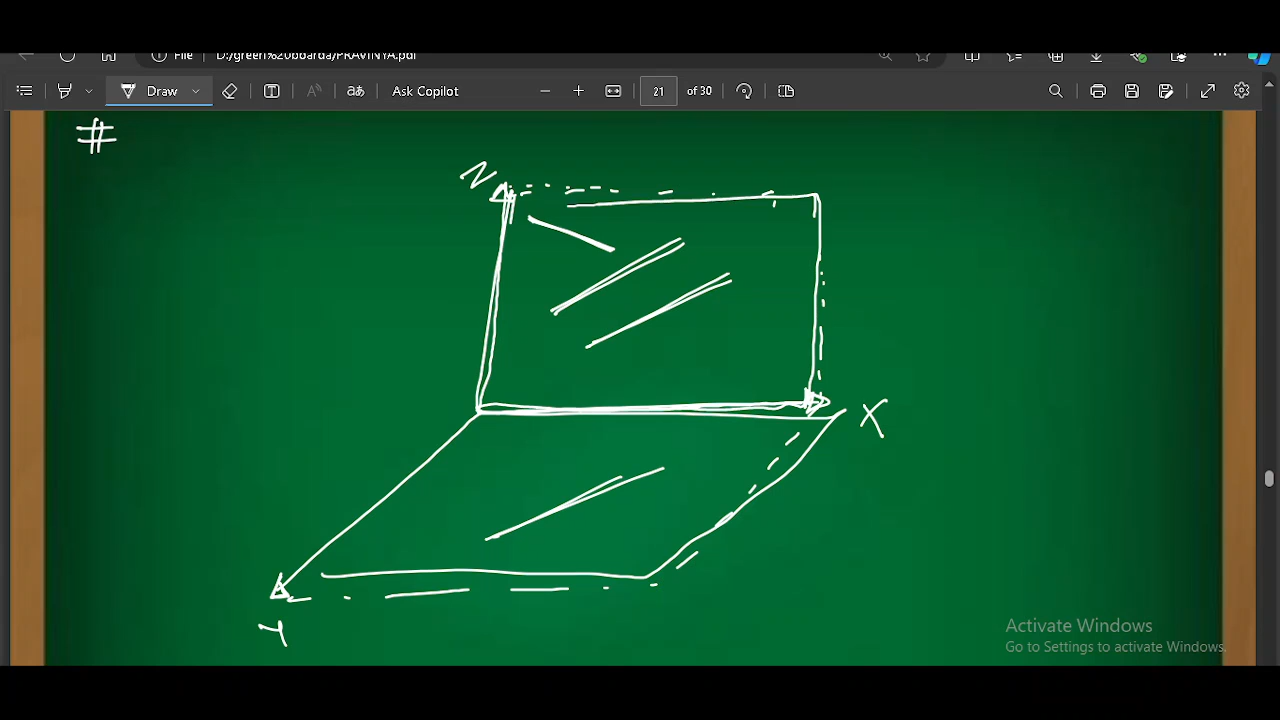 File D:/green%20boarda/PRAVINYA.pdf
Draw Ask Copilot 21 of 30
#
Z
X
Y
Activate Windows
Go to Settings to activate Windows.